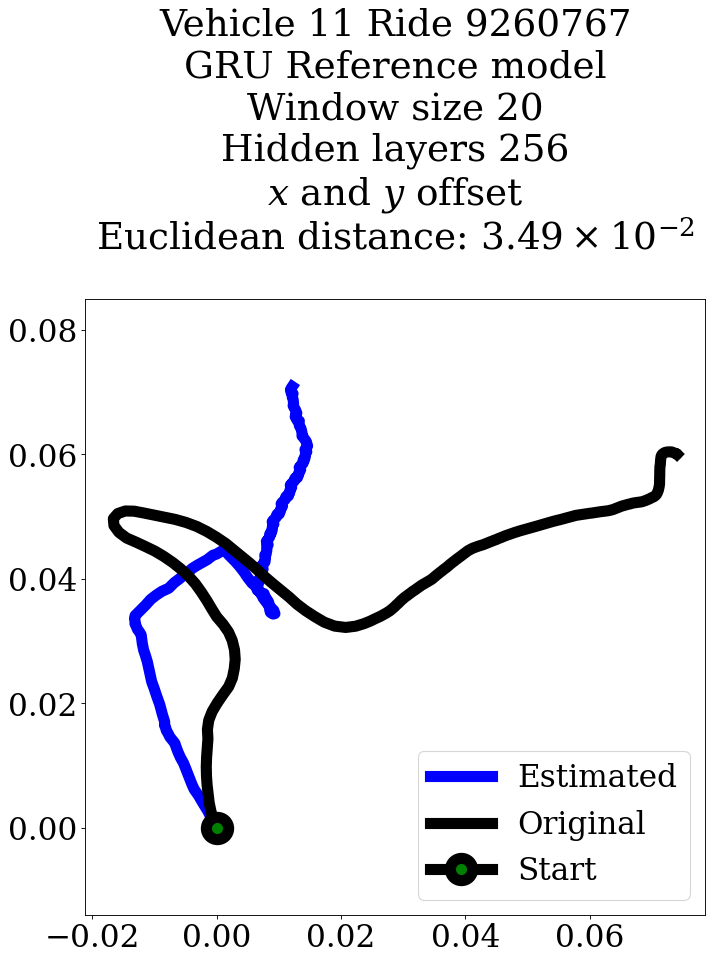 Vehicle 11 Ride 9260767
GRU Reference model
Window size 20
Hidden layers 256
x and y offset
Euclidean distance: 3.49 × 10⁻²
0.08
0.06
0.04
0.02
0.00
Estimated
Original
Start
−0.02 0.00 0.02 0.04 0.06